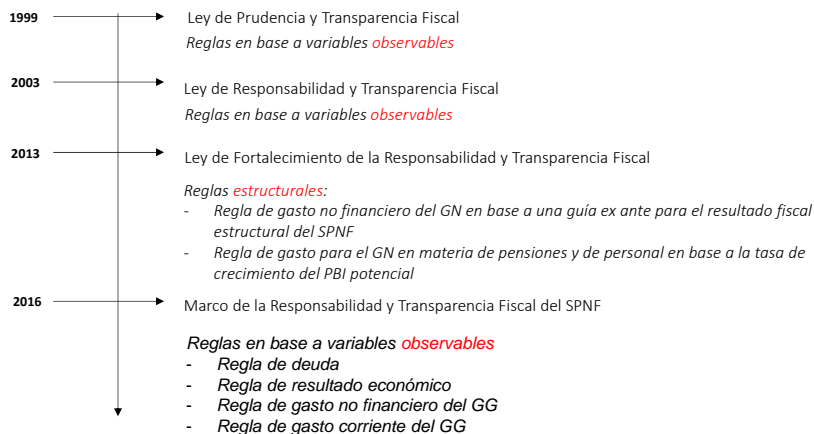 1999 Ley de Prudencia y Transparencia Fiscal
Reglas en base a variables observables
2003 Ley de Responsabilidad y Transparencia Fiscal
Reglas en base a variables observables
2013 Ley de Fortalecimiento de la Responsabilidad y Transparencia Fiscal
Reglas estructurales:
- Regla de gasto no financiero del GN en base a una guía ex ante para el resultado fiscal
estructural del SPNF
- Regla de gasto para el GN en materia de pensiones y de personal en base a la tasa de
crecimiento del PBI potencial
2016 Marco de la Responsabilidad y Transparencia Fiscal del SPNF
Reglas en base a variables observables
- Regla de deuda
- Regla de resultado económico
- Regla de gasto no financiero del GG
- Regla de gasto corriente del GG